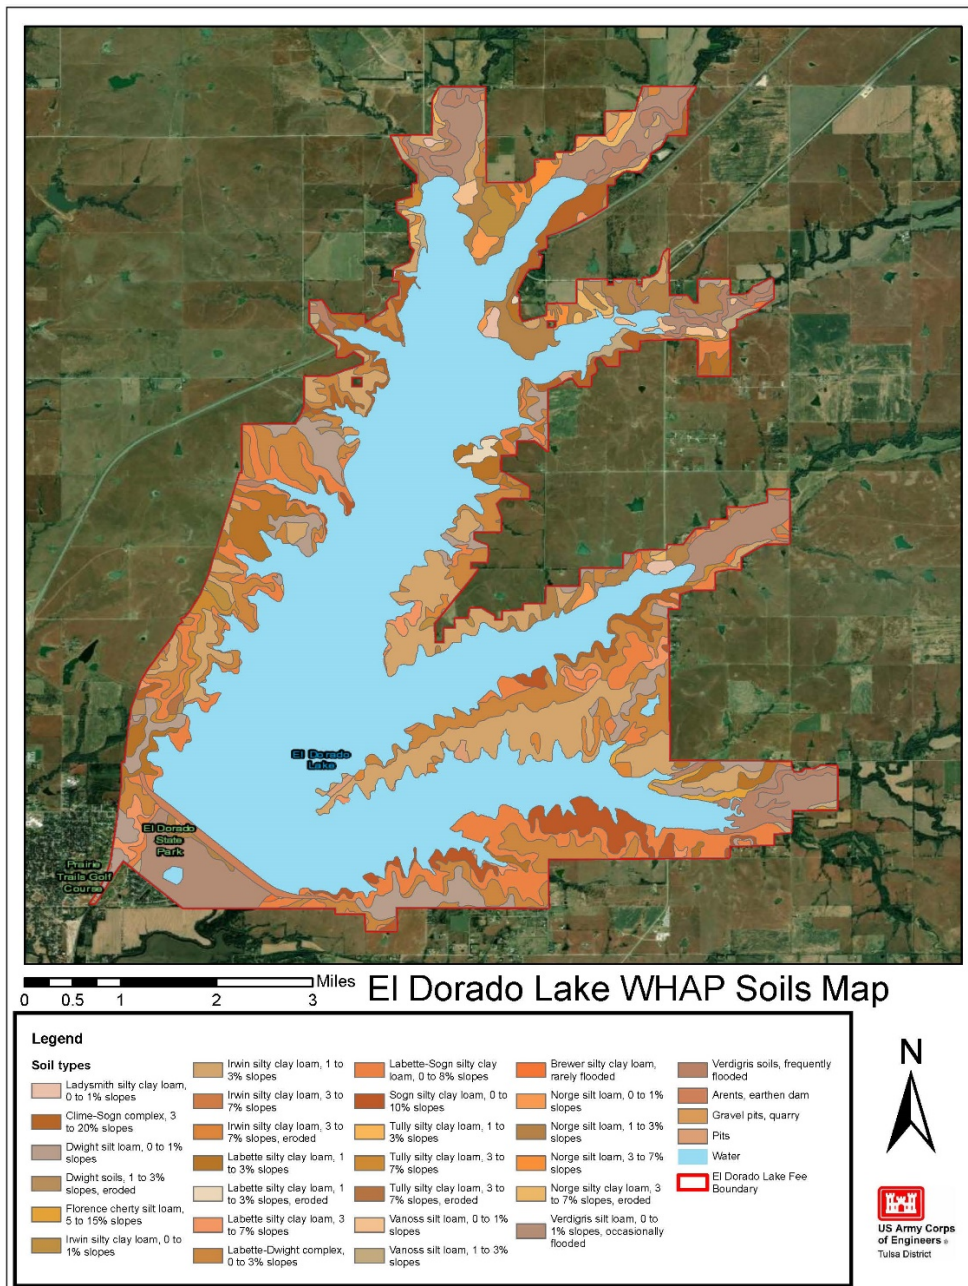 El Dorado
Lake
El Dorado
State
Park
Prairie
Trails Golf
Course
Miles
0 0.5 1 2 3
El Dorado Lake WHAP Soils Map
Legend
Soil types
Ladysmith silty clay loam,
0 to 1% slopes
Clime-Sogn complex, 3
to 20% slopes
Dwight silt loam, 0 to 1%
slopes
Dwight soils, 1 to 3%
slopes, eroded
Florence cherty silt loam,
5 to 15% slopes
Irwin silty clay loam, 0 to
1% slopes
Irwin silty clay loam, 1 to
3% slopes
Irwin silty clay loam, 3 to
7% slopes
Irwin silty clay loam, 3 to
7% slopes, eroded
Labette silty clay loam, 1
to 3% slopes
Labette silty clay loam, 1
to 3% slopes, eroded
Labette silty clay loam, 3
to 7% slopes
Labette-Dwight complex,
0 to 3% slopes
Labette-Sogn silty clay
loam, 0 to 8% slopes
Sogn silty clay loam, 0 to
10% slopes
Tully silty clay loam, 1 to
3% slopes
Tully silty clay loam, 3 to
7% slopes
Tully silty clay loam, 3 to
7% slopes, eroded
Vanoss silt loam, 0 to 1%
slopes
Vanoss silt loam, 1 to 3%
slopes
Brewer silty clay loam,
rarely flooded
Norge silt loam, 0 to 1%
slopes
Norge silt loam, 1 to 3%
slopes
Norge silt loam, 3 to 7%
slopes
Norge silty clay loam, 3
to 7% slopes, eroded
Verdigris silt loam, 0 to
1% slopes, occasionally
flooded
Verdigris soils, frequently
flooded
Arents, earthen dam
Gravel pits, quarry
Pits
Water
El Dorado Lake Fee
Boundary
N
US Army Corps
of Engineers ®
Tulsa District